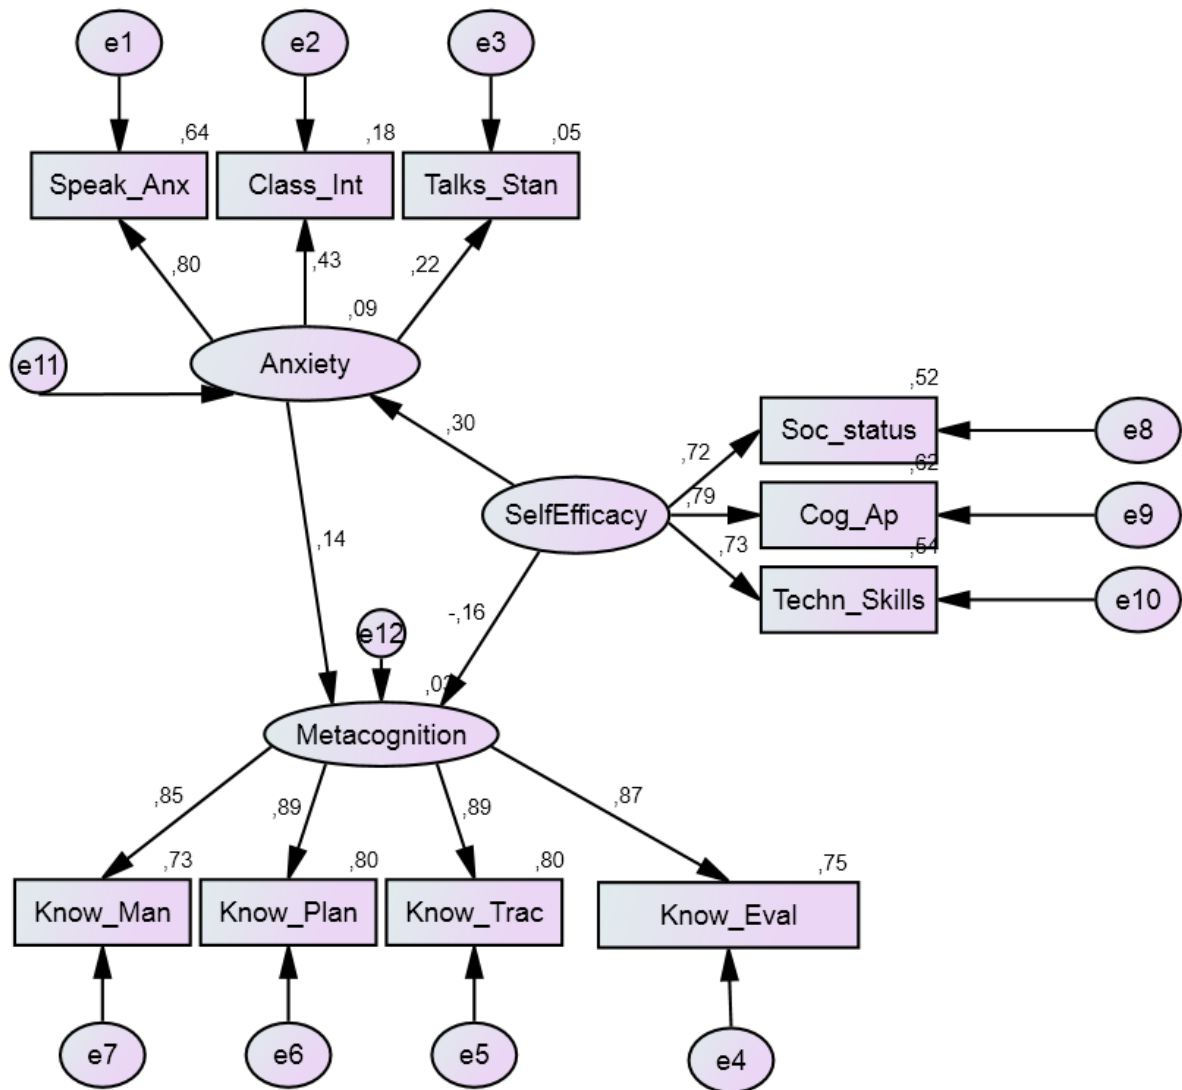 e1
e2
e3
,64
,18
,05
Speak_Anx
Class_Int
Talks_Stan
,80
,43
,22
,09
e11
Anxiety
,30
,52
Soc_status
e8
,72
,62
,79
SelfEfficacy
Cog_Ap
e9
,73
,54
Techn_Skills
e10
,14
-,16
e12
Metacognition
,85
,89
,89
,87
,73
,80
,80
,75
Know_Man
Know_Plan
Know_Trac
Know_Eval
e7
e6
e5
e4